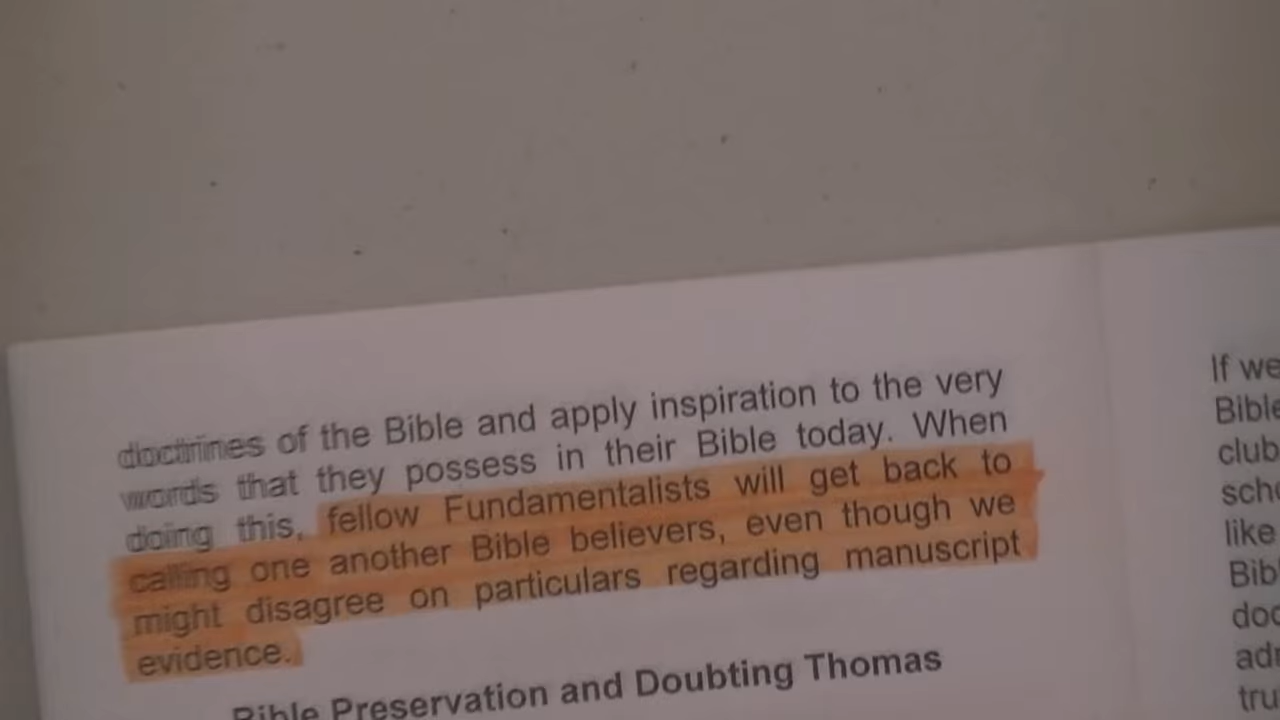 doctrines of the Bible and apply inspiration to the very
words that they possess in their Bible today. When
doing this, fellow Fundamentalists will get back to
calling one another Bible believers, even though we
might disagree on particulars regarding manuscript
evidence.
Bible Preservation and Doubting Thomas
If we
Bible
club
like